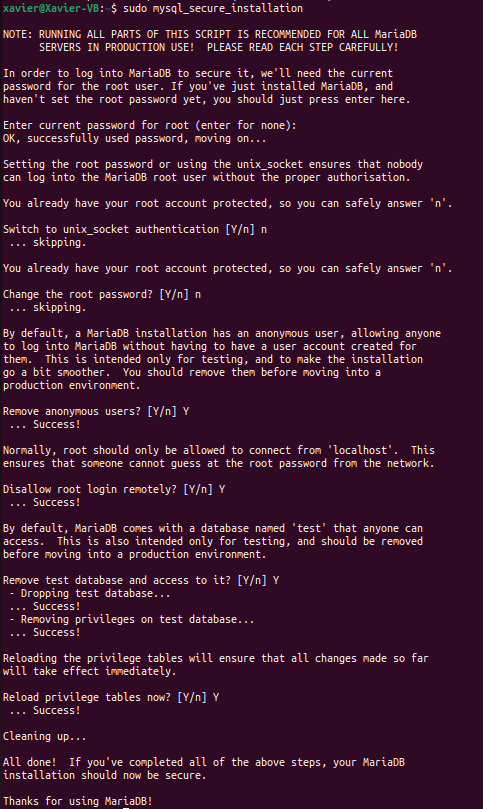 xavier@Xavier-VB:~$ sudo mysql_secure_installation
NOTE: RUNNING ALL PARTS OF THIS SCRIPT IS RECOMMENDED FOR ALL MariaDB
SERVERS IN PRODUCTION USE!  PLEASE READ EACH STEP CAREFULLY!
In order to log into MariaDB to secure it, we'll need the current
password for the root user. If you've just installed MariaDB, and
haven't set the root password yet, you should just press enter here.
Enter current password for root (enter for none):
OK, successfully used password, moving on...
Setting the root password or using the unix_socket ensures that nobody
can log into the MariaDB root user without the proper authorisation.
You already have your root account protected, so you can safely answer 'n'.
Switch to unix_socket authentication [Y/n] n
... skipping.
You already have your root account protected, so you can safely answer 'n'.
Change the root password? [Y/n] n
... skipping.
By default, a MariaDB installation has an anonymous user, allowing anyone
to log into MariaDB without having to have a user account created for
them.  This is intended only for testing, and to make the installation
go a bit smoother.  You should remove them before moving into a
production environment.
Remove anonymous users? [Y/n] Y
... Success!
Normally, root should only be allowed to connect from 'localhost'.  This
ensures that someone cannot guess at the root password from the network.
Disallow root login remotely? [Y/n] Y
... Success!
By default, MariaDB comes with a database named 'test' that anyone can
access.  This is also intended only for testing, and should be removed
before moving into a production environment.
Remove test database and access to it? [Y/n] Y
- Dropping test database...
... Success!
- Removing privileges on test database...
... Success!
Reloading the privilege tables will ensure that all changes made so far
will take effect immediately.
Reload privilege tables now? [Y/n] Y
... Success!
Cleaning up...
All done!  If you've completed all of the above steps, your MariaDB
installation should now be secure.
Thanks for using MariaDB!